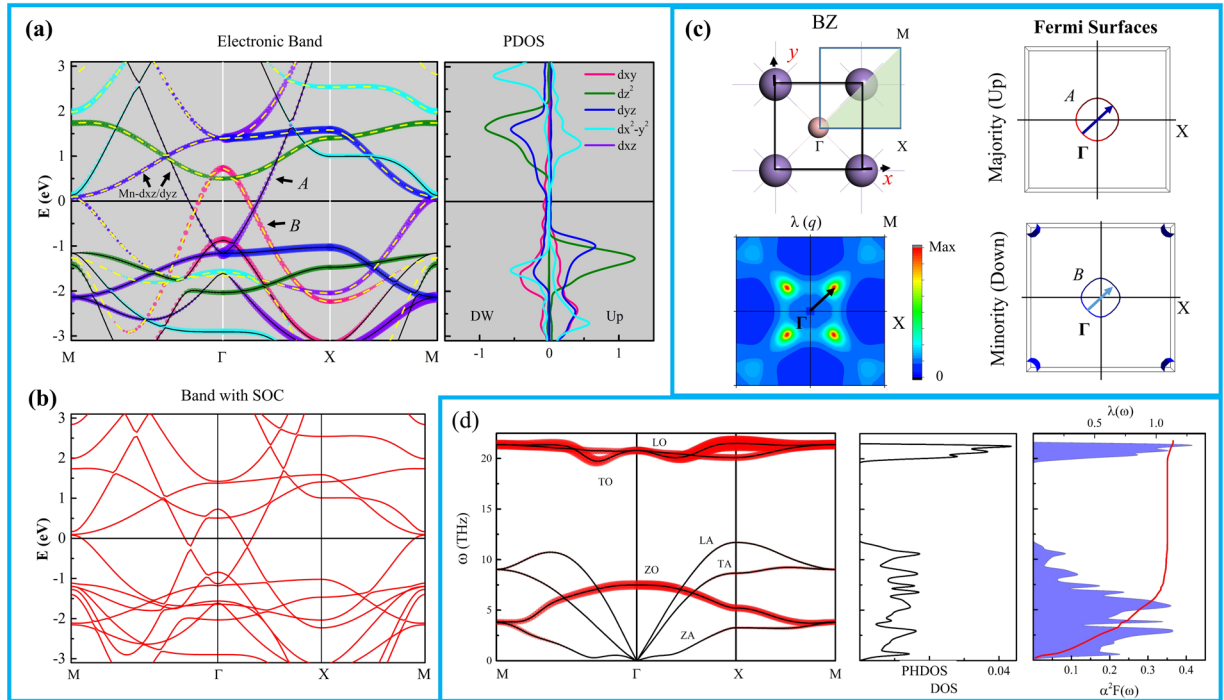 (a)
Electronic Band
PDOS
3
2
1
0
-1
-2
-3
E (eV)
Mn-dxz/dyz
A
B
M
Γ
X
M
dxy
dz²
dyz
dx²-y²
dxz
DW
Up
-1
0
1
(b)
Band with SOC
3
2
1
0
-1
-2
-3
E (eV)
M
Γ
X
M
(c)
BZ
y
M
Γ
X
x
λ (q)
M
Γ
X
Max
0
Fermi Surfaces
Majority (Up)
A
Γ
X
Minority (Down)
B
Γ
X
(d)
20
15
10
5
0
ω (THz)
LO
TO
LA
TA
ZO
ZA
M
Γ
X
M
PHDOS
0.04
DOS
λ(ω)
0.3
0.6
1.1
0.1
0.2
0.3
0.4
α²F(ω)